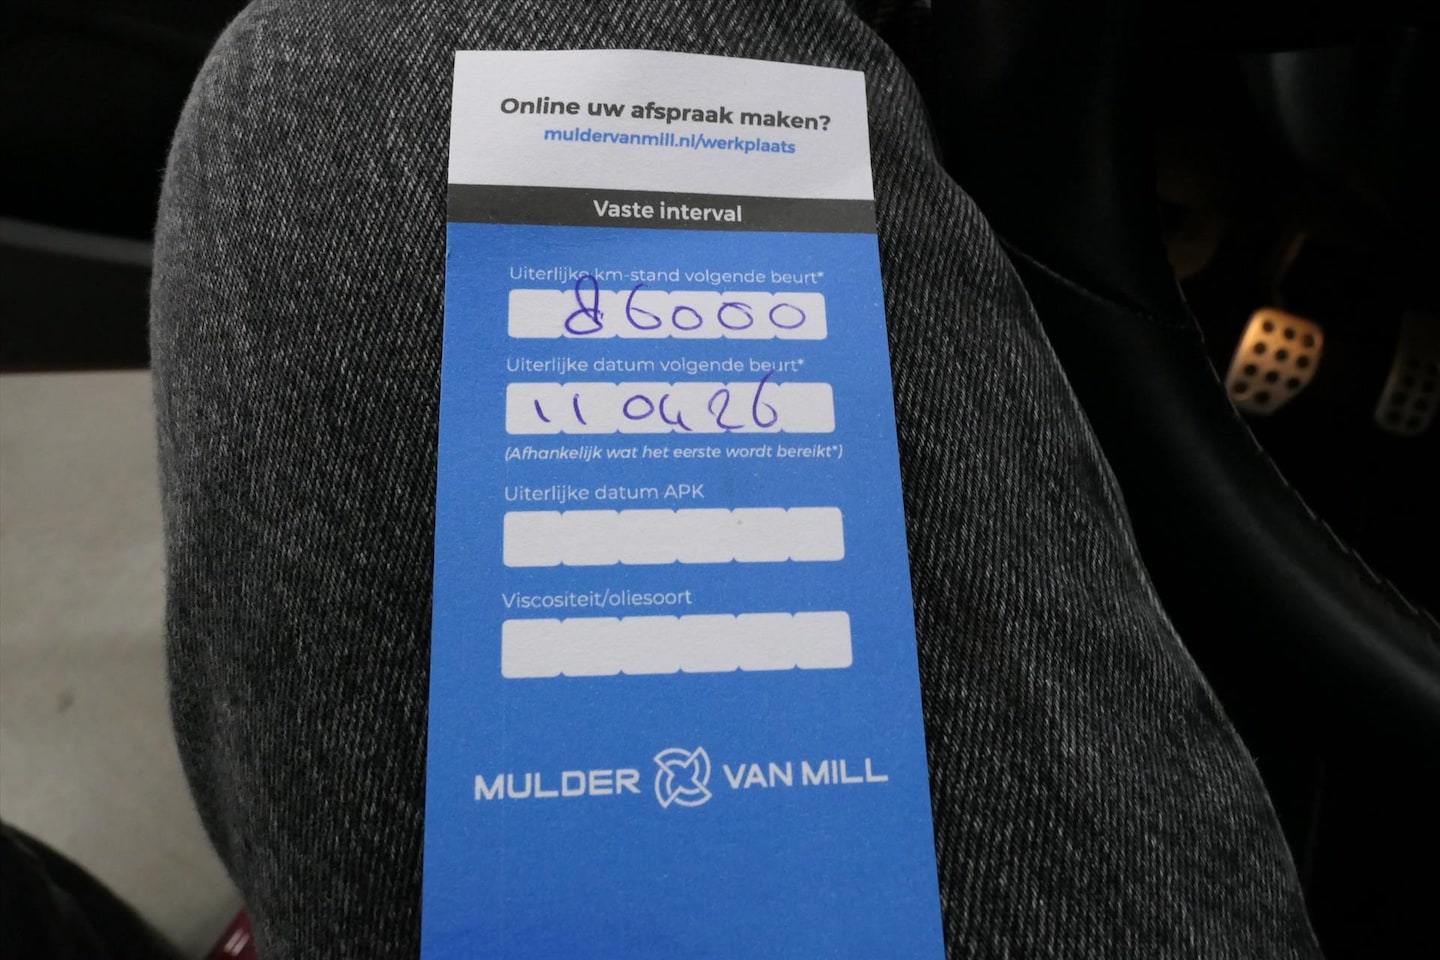 Online uw afspraak maken?
muldervanmill.nl/werkplaats
Vaste interval
Uiterlijke km-stand volgende beurt*
86000
Uiterlijke datum volgende beurt*
11 04 26
(Afhankelijk wat het eerste wordt bereikt*)
Uiterlijke datum APK
Viscositeit/oliesoort
MULDER VAN MILL